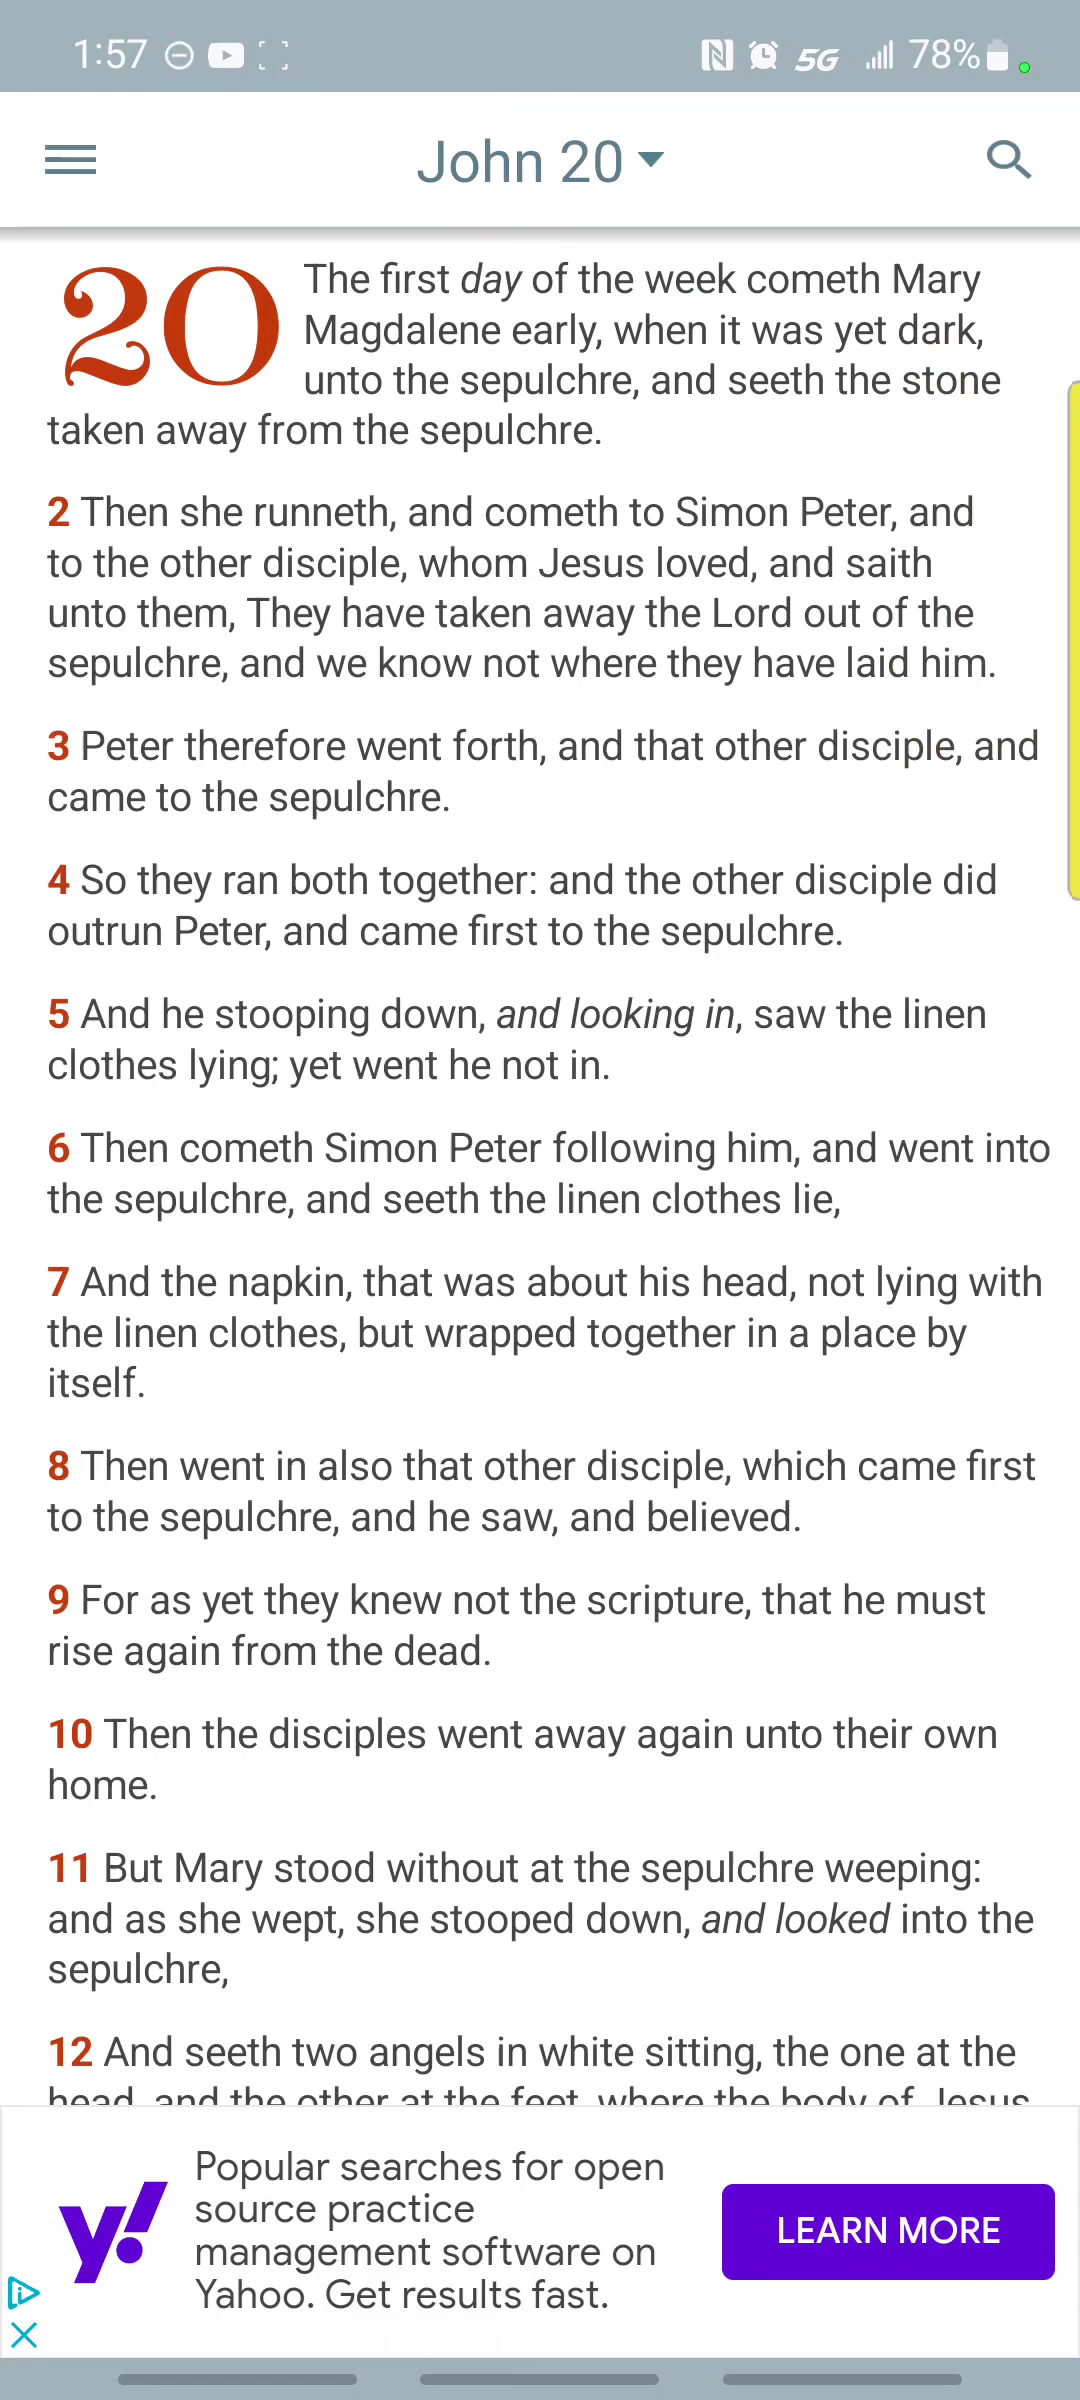 1:57
5G 78%
John 20
20 The first day of the week cometh Mary
Magdalene early, when it was yet dark,
unto the sepulchre, and seeth the stone
taken away from the sepulchre.
2 Then she runneth, and cometh to Simon Peter, and
to the other disciple, whom Jesus loved, and saith
unto them, They have taken away the Lord out of the
sepulchre, and we know not where they have laid him.
3 Peter therefore went forth, and that other disciple, and
came to the sepulchre.
4 So they ran both together: and the other disciple did
outrun Peter, and came first to the sepulchre.
5 And he stooping down, and looking in, saw the linen
clothes lying; yet went he not in.
6 Then cometh Simon Peter following him, and went into
the sepulchre, and seeth the linen clothes lie,
7 And the napkin, that was about his head, not lying with
the linen clothes, but wrapped together in a place by
itself.
8 Then went in also that other disciple, which came first
to the sepulchre, and he saw, and believed.
9 For as yet they knew not the scripture, that he must
rise again from the dead.
10 Then the disciples went away again unto their own
home.
11 But Mary stood without at the sepulchre weeping:
and as she wept, she stooped down, and looked into the
sepulchre,
12 And seeth two angels in white sitting, the one at the
head, and the other at the feet, where the body of Jesus
y!
Popular searches for open
source practice
management software on
Yahoo. Get results fast.
LEARN MORE